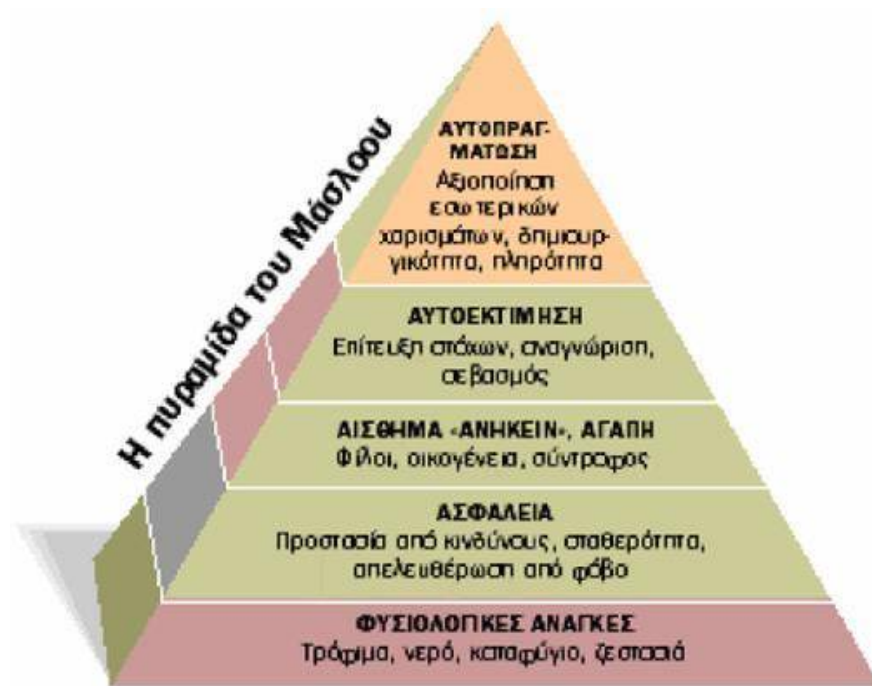 Η πυραμίδα του Μάσλοου
ΑΥΤΟΠΡΑΓ-
ΜΑΤΩΣΗ
Αξιοποίηση
εσωτερικών
χαρισμάτων, δημιουρ-
γικότητα, πληρότητα
ΑΥΤΟΕΚΤΙΜΗΣΗ
Επίτευξη στόχων, αναγνώριση,
σεβασμός
ΑΙΣΘΗΜΑ «ΑΝΗΚΕΙΝ», ΑΓΑΠΗ
Φίλοι, οικογένεια, σύντροφος
ΑΣΦΑΛΕΙΑ
Προστασία από κινδύνους, σταθερότητα,
απελευθέρωση από φόβο
ΦΥΣΙΟΛΟΓΙΚΕΣ ΑΝΑΓΚΕΣ
Τρόφιμα, νερό, καταφύγιο, ζεστασιά